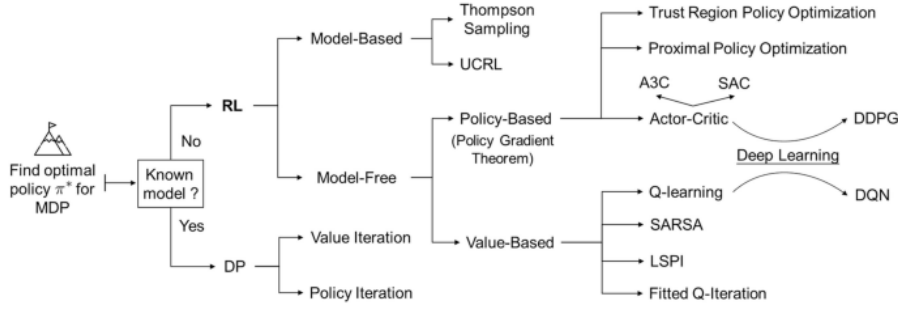 Find optimal
policy π* for
MDP
Known
model ?
No
Yes
RL
DP
Model-Based
Model-Free
Value Iteration
Policy Iteration
Thompson
Sampling
UCRL
Policy-Based
(Policy Gradient
Theorem)
Value-Based
Trust Region Policy Optimization
Proximal Policy Optimization
A3C
SAC
Actor-Critic
DDPG
Deep Learning
Q-learning
DQN
SARSA
LSPI
Fitted Q-Iteration